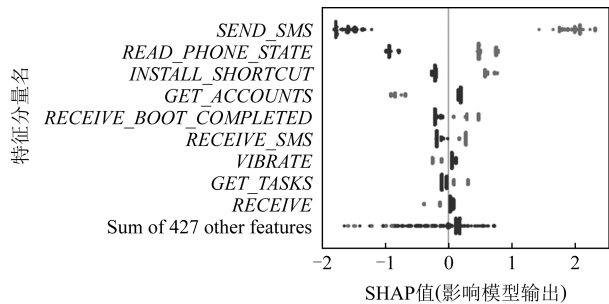 特征分量名
SEND_SMS
READ_PHONE_STATE
INSTALL_SHORTCUT
GET_ACCOUNTS
RECEIVE_BOOT_COMPLETED
RECEIVE_SMS
VIBRATE
GET_TASKS
RECEIVE
Sum of 427 other features
−2 −1 0 1 2
SHAP值(影响模型输出)